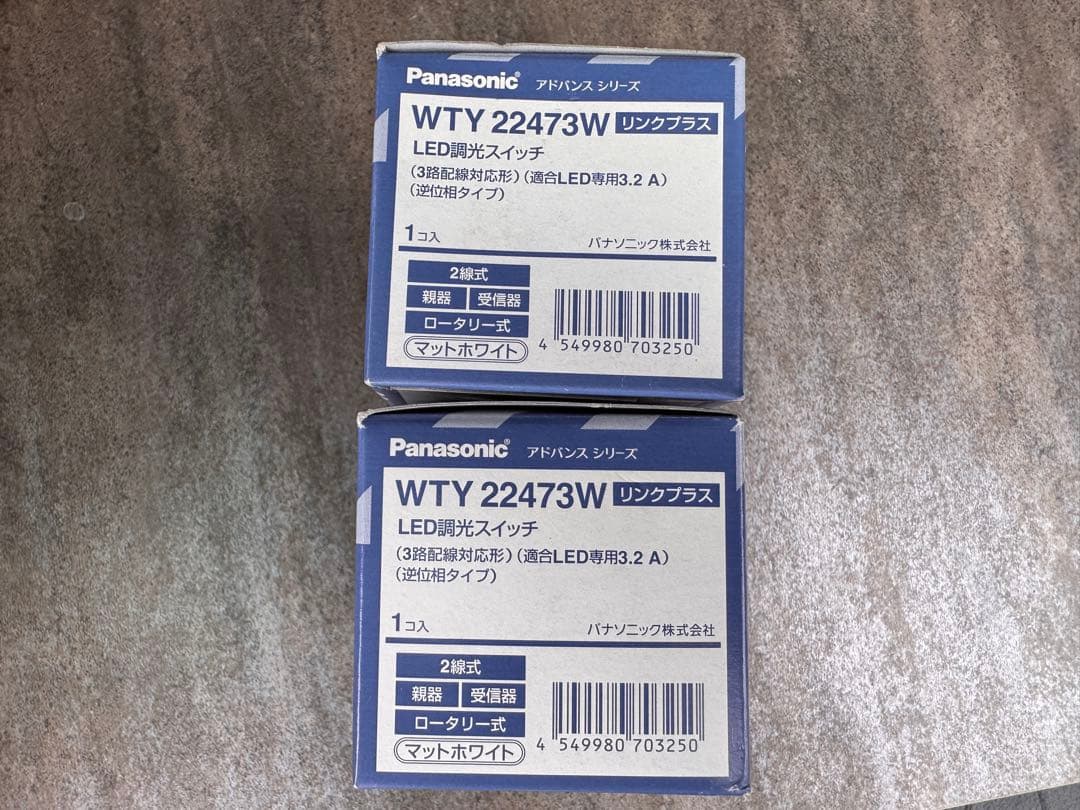 Panasonic® アドバンス シリーズ
WTY 22473W リンクプラス
LED調光スイッチ
（3路配線対応形）（適合LED専用3.2 A）
（逆位相タイプ）
1コ入 パナソニック株式会社
2線式
親器 受信器
ロータリー式
マットホワイト
4 549980 703250
Panasonic® アドバンス シリーズ
WTY 22473W リンクプラス
LED調光スイッチ
（3路配線対応形）（適合LED専用3.2 A）
（逆位相タイプ）
1コ入 パナソニック株式会社
2線式
親器 受信器
ロータリー式
マットホワイト
4 549980 703250